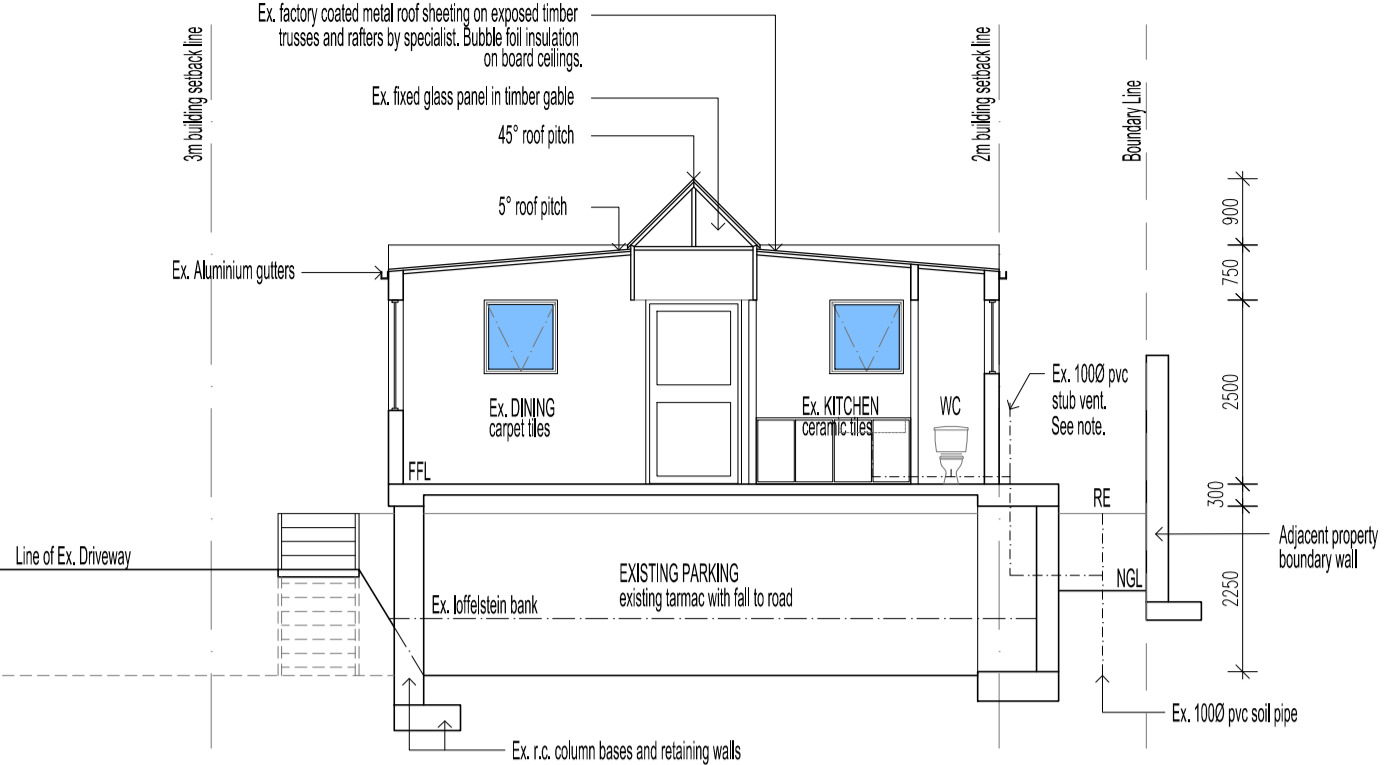 Ex. factory coated metal roof sheeting on exposed timber
trusses and rafters by specialist. Bubble foil insulation
on board ceilings.
3m building setback line
2m building setback line
Boundary Line
Ex. fixed glass panel in timber gable
45° roof pitch
5° roof pitch
Ex. Aluminium gutters
900
750
2500
300
2250
Ex. DINING
carpet tiles
Ex. KITCHEN
ceramic tiles
WC
Ex. 100Ø pvc
stub vent.
See note.
FFL
RE
Adjacent property
boundary wall
Line of Ex. Driveway
EXISTING PARKING
existing tarmac with fall to road
NGL
Ex. loffelstein bank
Ex. 100Ø pvc soil pipe
Ex. r.c. column bases and retaining walls